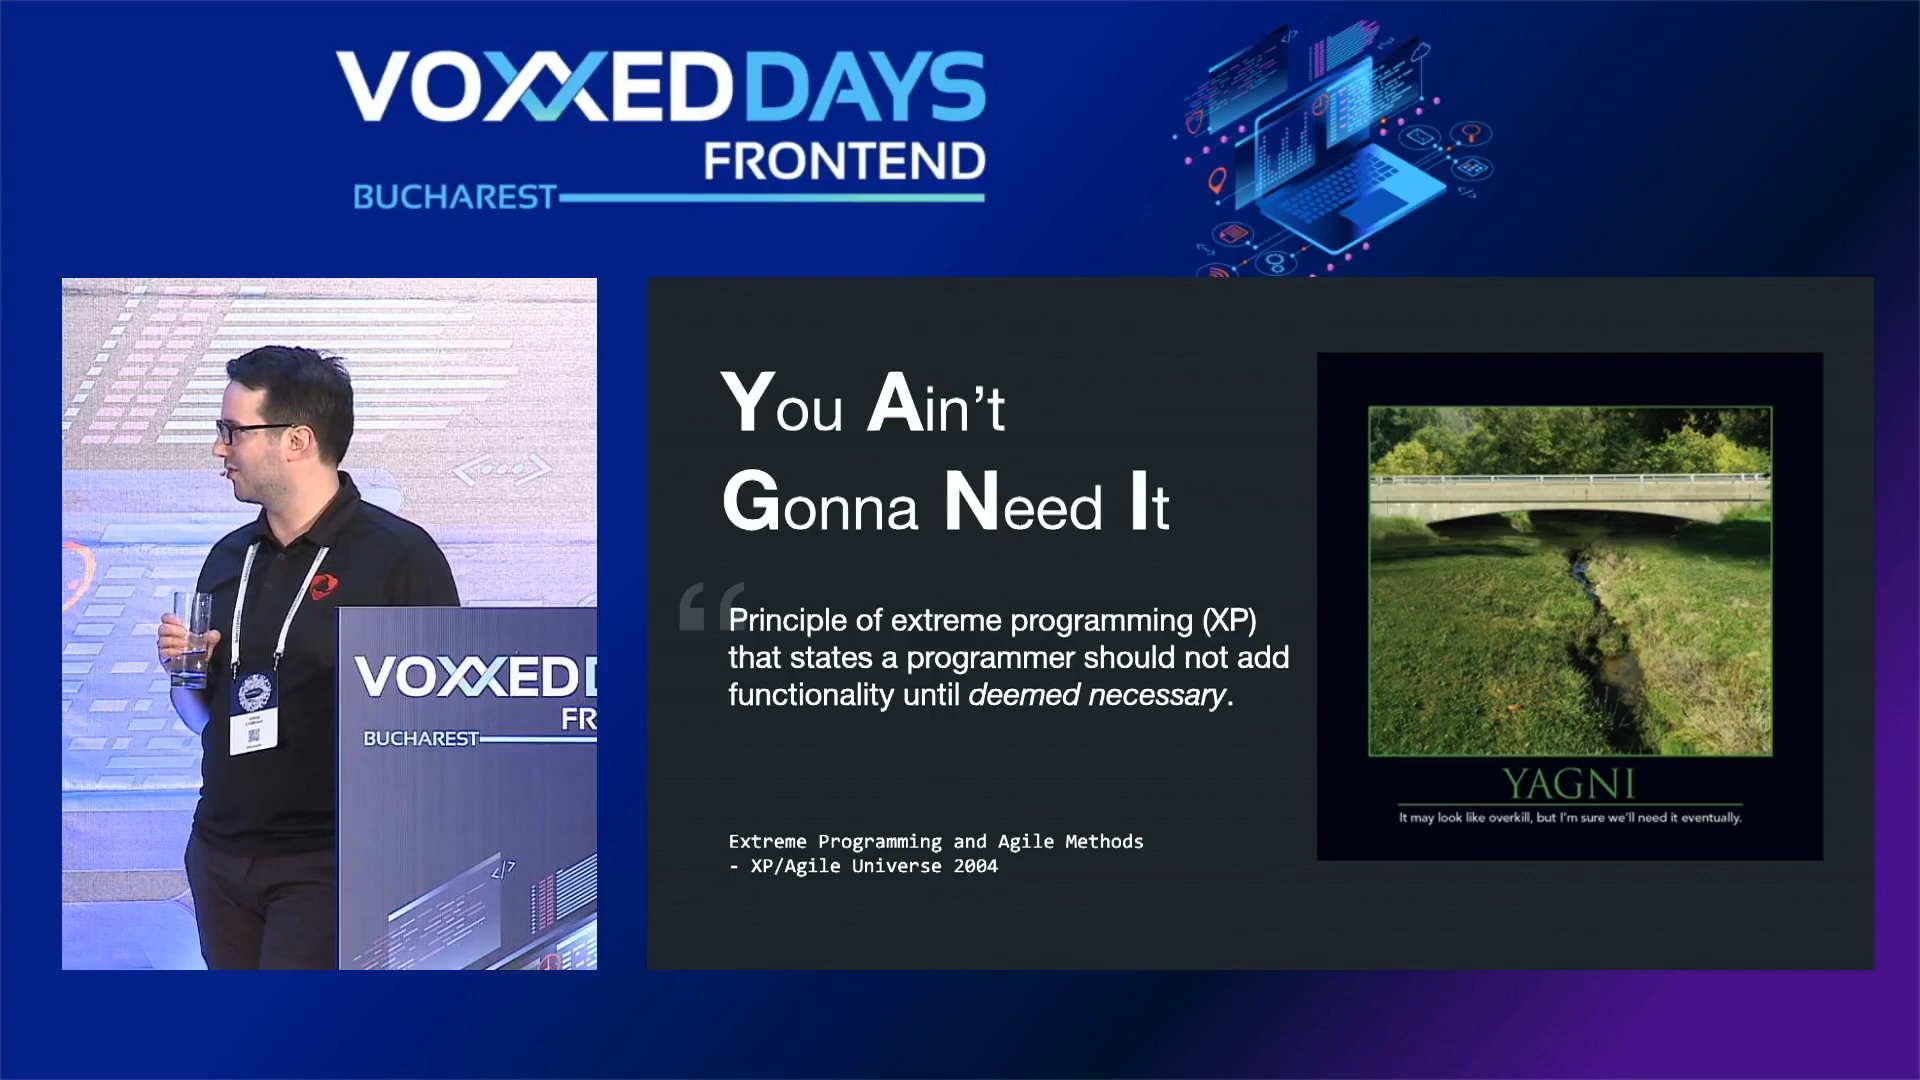 VOXXED DAYS
FRONTEND
BUCHAREST
You Ain't
Gonna Need It
Principle of extreme programming (XP)
that states a programmer should not add
functionality until deemed necessary.
Extreme Programming and Agile Methods
- XP/Agile Universe 2004
YAGNI
It may look like overkill, but I'm sure we'll need it eventually.
VOXXED D
FR
BUCHAREST